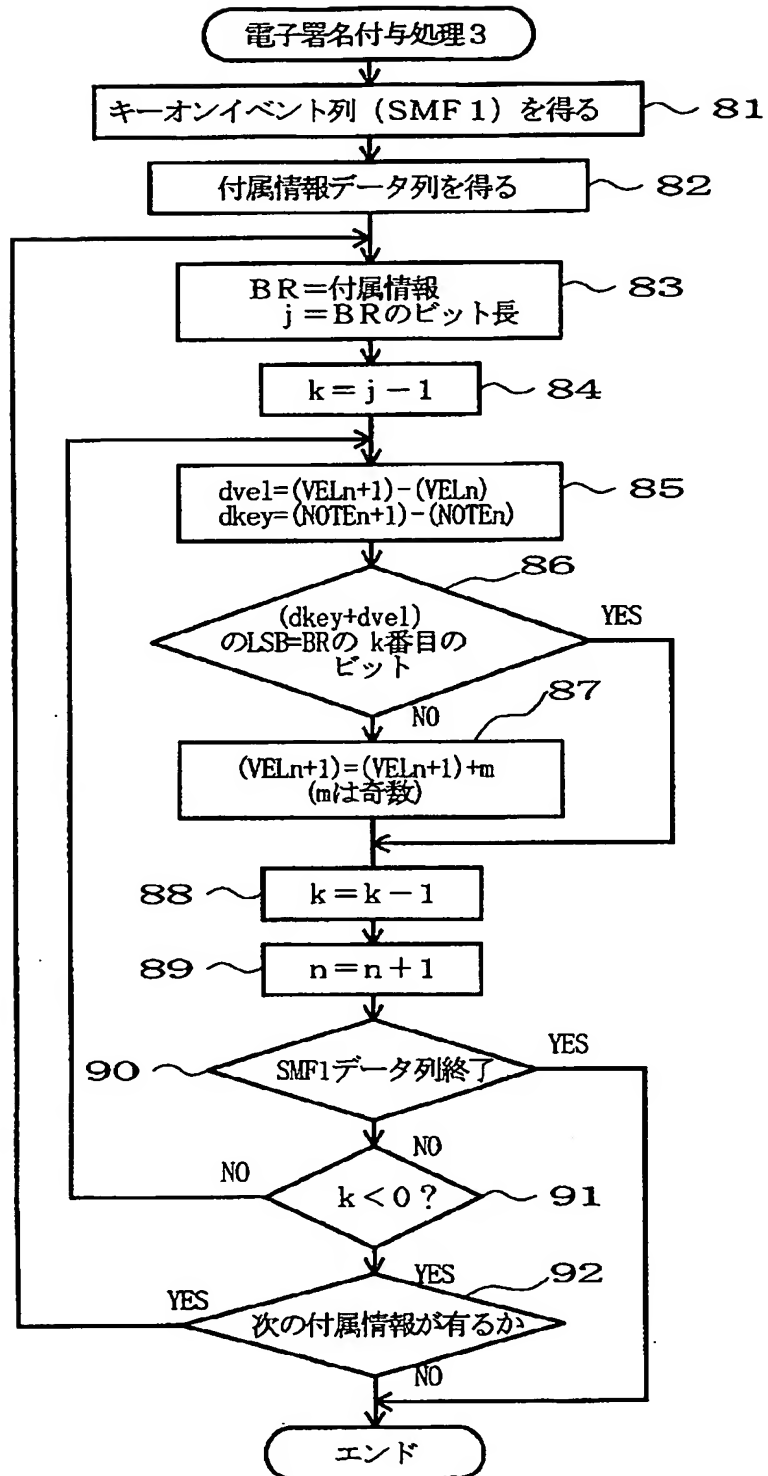 電子署名付与処理3
キーオンイベント列(SMF1)を得る
81
付属情報データ列を得る
82
BR=付属情報
j=BRのビット長
83
k=j-1
84
dvel=(VELn+1)-(VELn)
dkey=(NOTEn+1)-(NOTEn)
85
86
(dkey+dvel)
のLSB=BRの k番目の
ビット
YES
NO
87
(VELn+1)=(VELn+1)+m
(mは奇数)
88
k=k-1
89
n=n+1
90
SMF1データ列終了
YES
NO
NO
k<0?
91
YES
92
YES
次の付属情報が有るか
NO
エンド